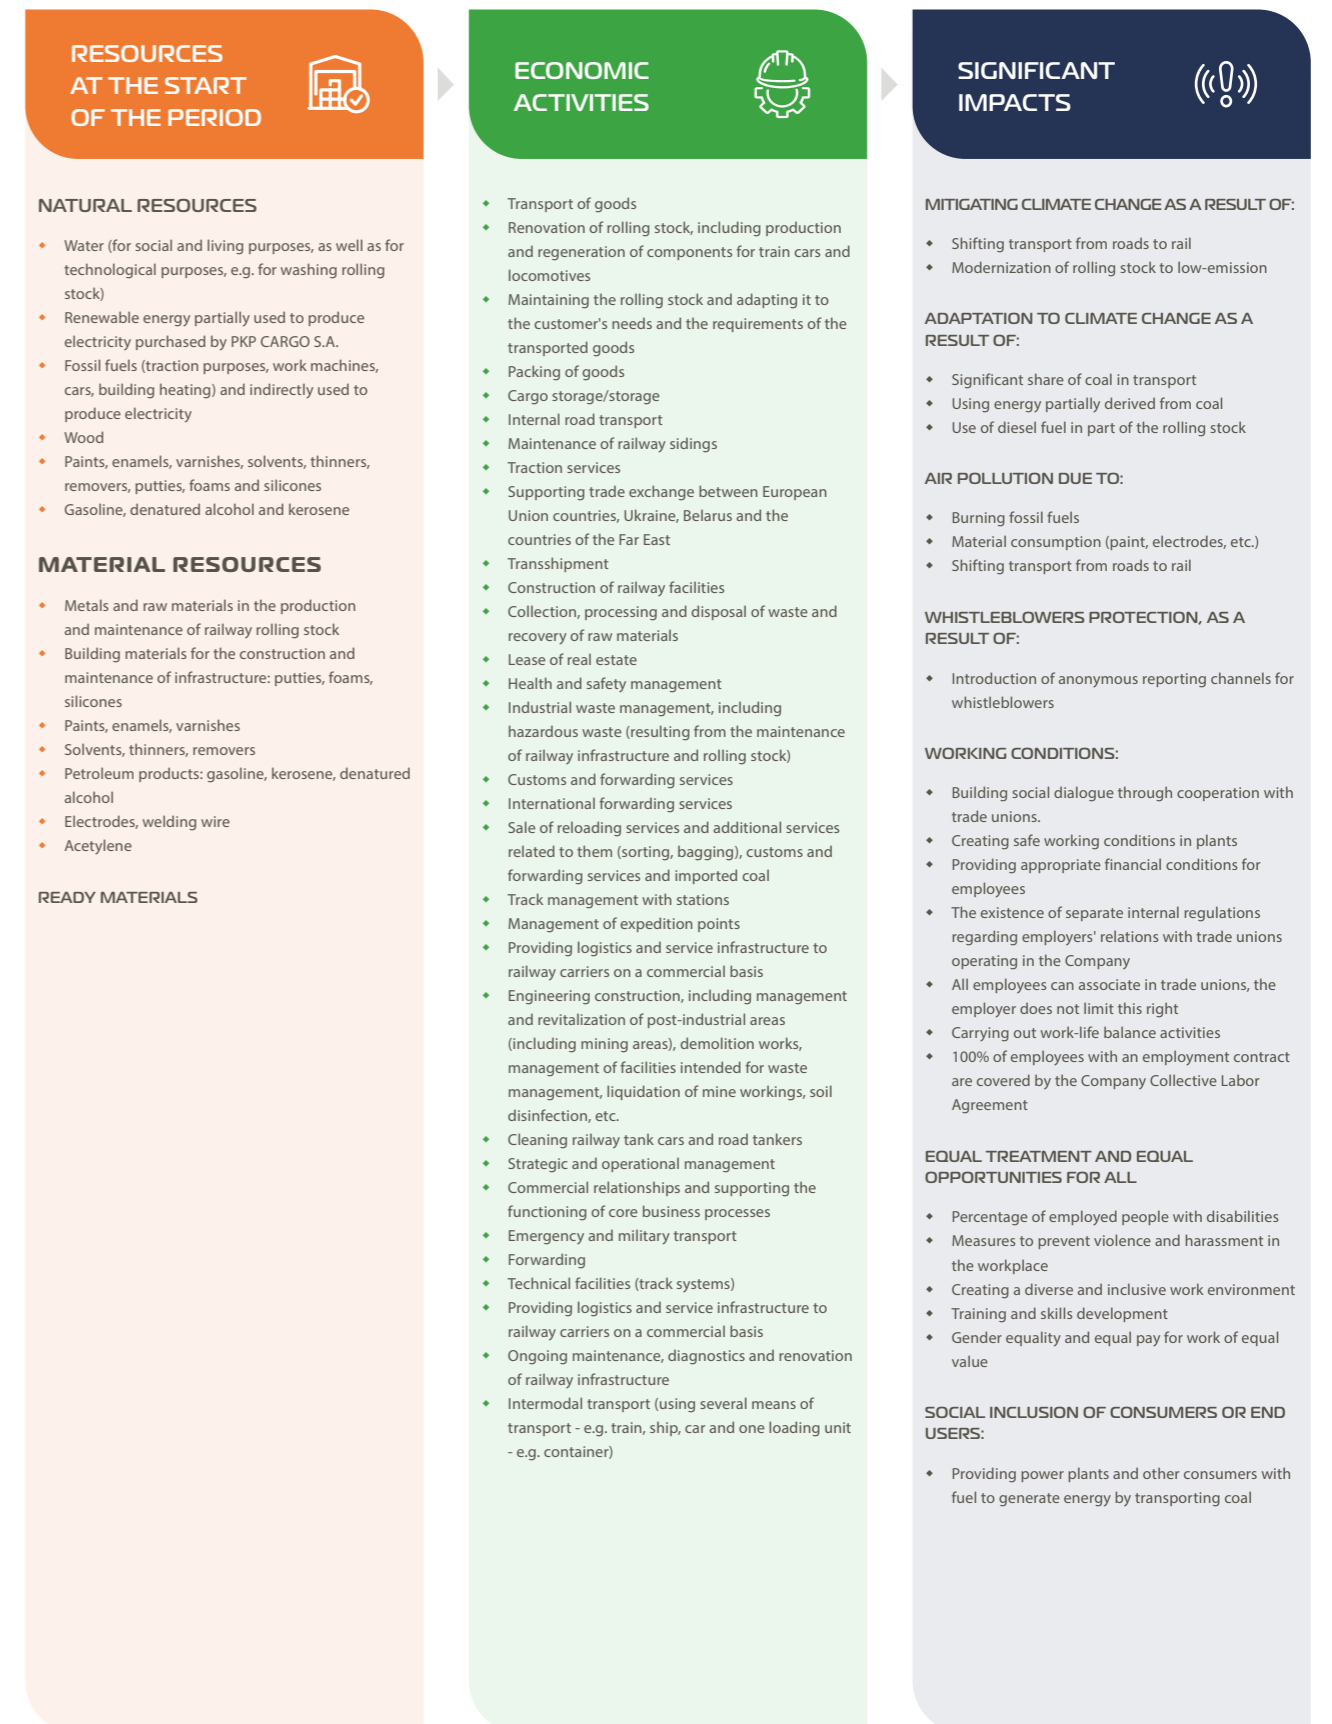 RESOURCES
AT THE START
OF THE PERIOD
NATURAL RESOURCES
Water (for social and living purposes, as well as for
technological purposes, e.g. for washing rolling
stock)
Renewable energy partially used to produce
electricity purchased by PKP CARGO S.A.
Fossil fuels (traction purposes, work machines,
cars, building heating) and indirectly used to
produce electricity
Wood
Paints, enamels, varnishes, solvents, thinners,
removers, putties, foams and silicones
Gasoline, denatured alcohol and kerosene
MATERIAL RESOURCES
Metals and raw materials in the production
and maintenance of railway rolling stock
Building materials for the construction and
maintenance of infrastructure: putties, foams,
silicones
Paints, enamels, varnishes
Solvents, thinners, removers
Petroleum products: gasoline, kerosene, denatured
alcohol
Electrodes, welding wire
Acetylene
READY MATERIALS
ECONOMIC
ACTIVITIES
Transport of goods
Renovation of rolling stock, including production
and regeneration of components for train cars and
locomotives
Maintaining the rolling stock and adapting it to
the customer's needs and the requirements of the
transported goods
Packing of goods
Cargo storage/storage
Internal road transport
Maintenance of railway sidings
Traction services
Supporting trade exchange between European
Union countries, Ukraine, Belarus and the
countries of the Far East
Transshipment
Construction of railway facilities
Collection, processing and disposal of waste and
recovery of raw materials
Lease of real estate
Health and safety management
Industrial waste management, including
hazardous waste (resulting from the maintenance
of railway infrastructure and rolling stock)
Customs and forwarding services
International forwarding services
Sale of reloading services and additional services
related to them (sorting, bagging), customs and
forwarding services and imported coal
Track management with stations
Management of expedition points
Providing logistics and service infrastructure to
railway carriers on a commercial basis
Engineering construction, including management
and revitalization of post-industrial areas
(including mining areas), demolition works,
management of facilities intended for waste
management, liquidation of mine workings, soil
disinfection, etc.
Cleaning railway tank cars and road tankers
Strategic and operational management
Commercial relationships and supporting the
functioning of core business processes
Emergency and military transport
Forwarding
Technical facilities (track systems)
Providing logistics and service infrastructure to
railway carriers on a commercial basis
Ongoing maintenance, diagnostics and renovation
of railway infrastructure
Intermodal transport (using several means of
transport - e.g. train, ship, car and one loading unit
- e.g. container)
SIGNIFICANT
IMPACTS
MITIGATING CLIMATE CHANGE AS A RESULT OF:
Shifting transport from roads to rail
Modernization of rolling stock to low-emission
ADAPTATION TO CLIMATE CHANGE AS A
RESULT OF:
Significant share of coal in transport
Using energy partially derived from coal
Use of diesel fuel in part of the rolling stock
AIR POLLUTION DUE TO:
Burning fossil fuels
Material consumption (paint, electrodes, etc.)
Shifting transport from roads to rail
WHISTLEBLOWERS PROTECTION, AS A
RESULT OF:
Introduction of anonymous reporting channels for
whistleblowers
WORKING CONDITIONS:
Building social dialogue through cooperation with
trade unions.
Creating safe working conditions in plants
Providing appropriate financial conditions for
employees
The existence of separate internal regulations
regarding employers' relations with trade unions
operating in the Company
All employees can associate in trade unions, the
employer does not limit this right
Carrying out work-life balance activities
100% of employees with an employment contract
are covered by the Company Collective Labor
Agreement
EQUAL TREATMENT AND EQUAL
OPPORTUNITIES FOR ALL
Percentage of employed people with disabilities
Measures to prevent violence and harassment in
the workplace
Creating a diverse and inclusive work environment
Training and skills development
Gender equality and equal pay for work of equal
value
SOCIAL INCLUSION OF CONSUMERS OR END
USERS:
Providing power plants and other consumers with
fuel to generate energy by transporting coal